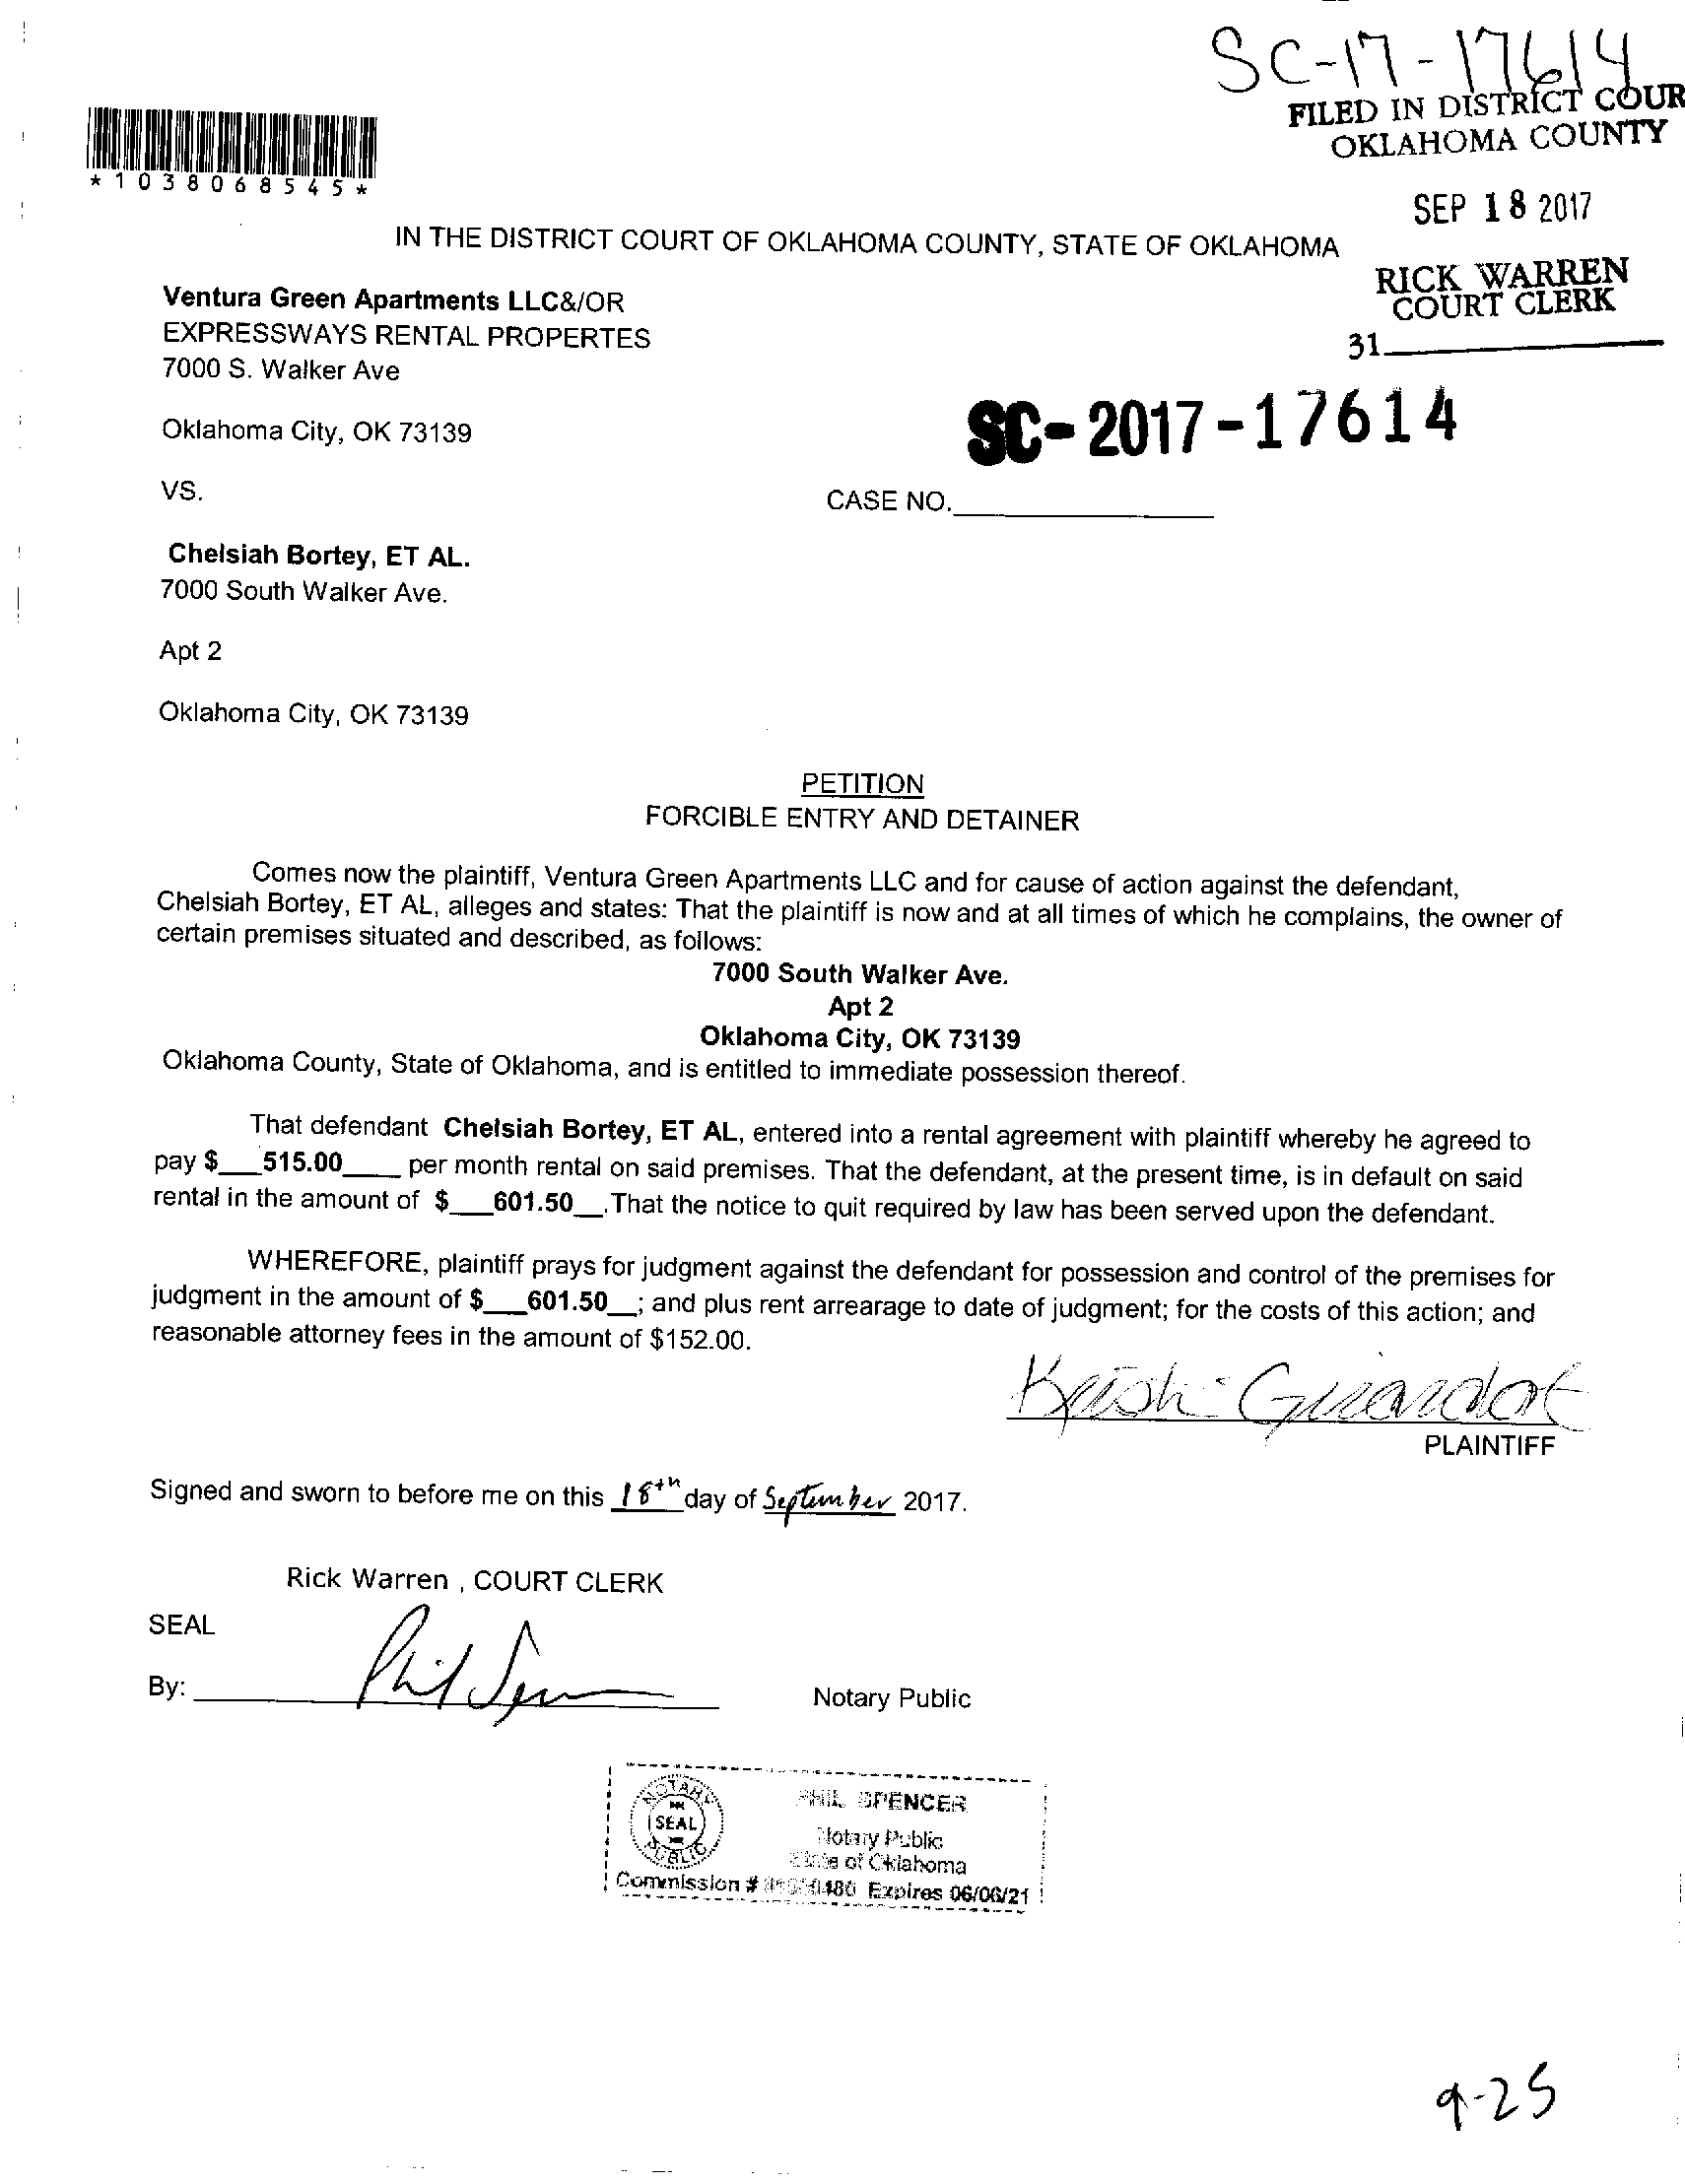 SC-17-17614
FILED IN DISTRICT COUR
OKLAHOMA COUNTY
*1038068545*
SEP 18 2017
IN THE DISTRICT COURT OF OKLAHOMA COUNTY, STATE OF OKLAHOMA
RICK WARREN
COURT CLERK
31
Ventura Green Apartments LLC&/OR
EXPRESSWAYS RENTAL PROPERTES
7000 S. Walker Ave
Oklahoma City, OK 73139
SC-2017-17614
VS.
CASE NO.
Chelsiah Bortey, ET AL.
7000 South Walker Ave.
Apt 2
Oklahoma City, OK 73139
PETITION
FORCIBLE ENTRY AND DETAINER
Comes now the plaintiff, Ventura Green Apartments LLC and for cause of action against the defendant,
Chelsiah Bortey, ET AL, alleges and states: That the plaintiff is now and at all times of which he complains, the owner of
certain premises situated and described, as follows:
7000 South Walker Ave.
Apt 2
Oklahoma City, OK 73139
Oklahoma County, State of Oklahoma, and is entitled to immediate possession thereof.
That defendant Chelsiah Bortey, ET AL, entered into a rental agreement with plaintiff whereby he agreed to
pay $___515.00____ per month rental on said premises. That the defendant, at the present time, is in default on said
rental in the amount of $___601.50__.That the notice to quit required by law has been served upon the defendant.
WHEREFORE, plaintiff prays for judgment against the defendant for possession and control of the premises for
judgment in the amount of $___601.50__; and plus rent arrearage to date of judgment; for the costs of this action; and
reasonable attorney fees in the amount of $152.00.
PLAINTIFF
Signed and sworn to before me on this 18th day of September 2017.
Rick Warren , COURT CLERK
SEAL
By: Phil Spencer
Notary Public
NOTARY
SEAL
PUBLIC
PHIL SPENCER
Notary Public
State of Oklahoma
Commission # Expires 06/06/21
9-25